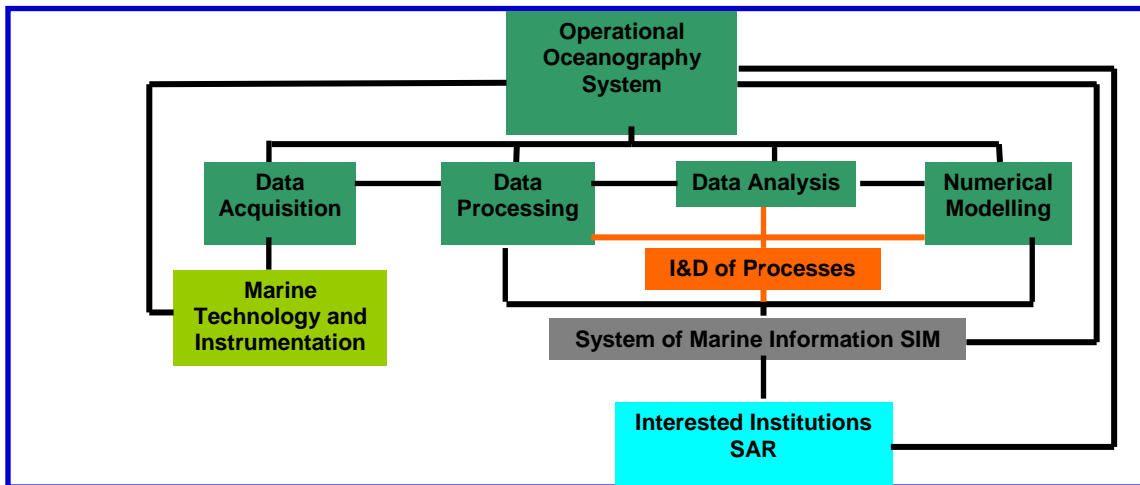 Operational
Oceanography
System
Data
Acquisition
Data
Processing
Data Analysis
Numerical
Modelling
I&D of Processes
Marine
Technology and
Instrumentation
System of Marine Information SIM
Interested Institutions
SAR